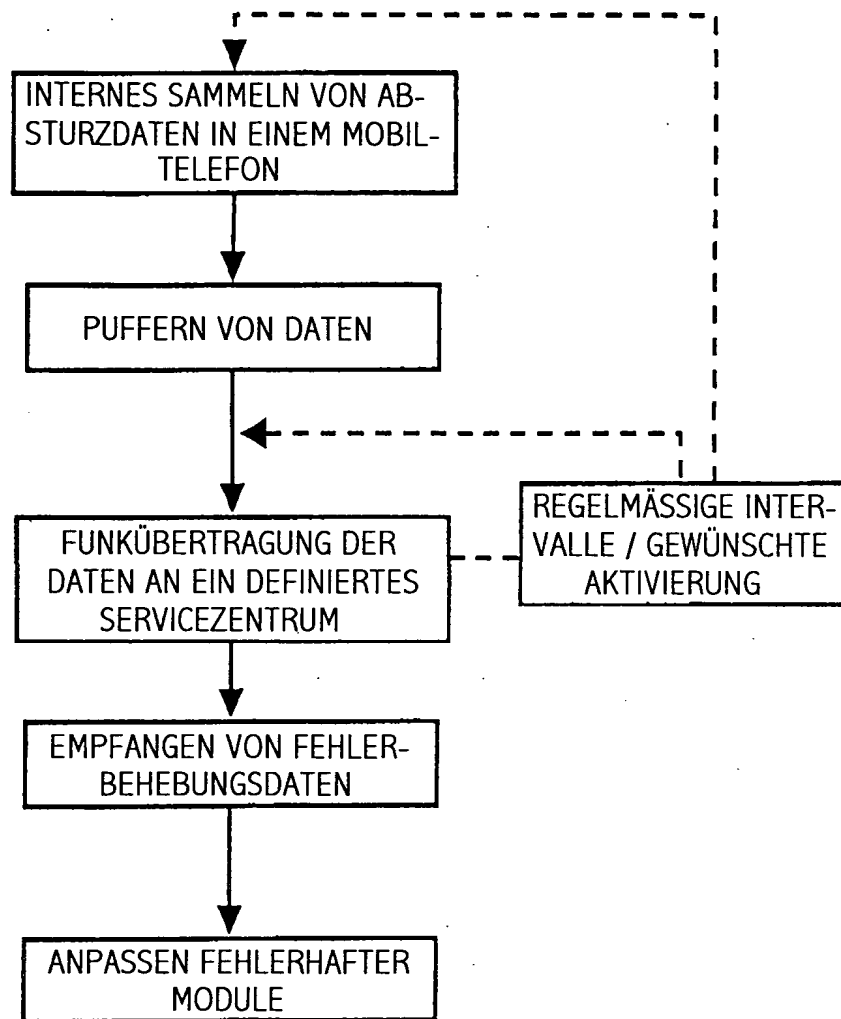 INTERNES SAMMELN VON AB-
STURZDATEN IN EINEM MOBIL-
TELEFON
PUFFERN VON DATEN
FUNKÜBERTRAGUNG DER
DATEN AN EIN DEFINIERTES
SERVICEZENTRUM
REGELMÄSSIGE INTER-
VALLE / GEWÜNSCHTE
AKTIVIERUNG
EMPFANGEN VON FEHLER-
BEHEBUNGSDATEN
ANPASSEN FEHLERHAFTER
MODULE